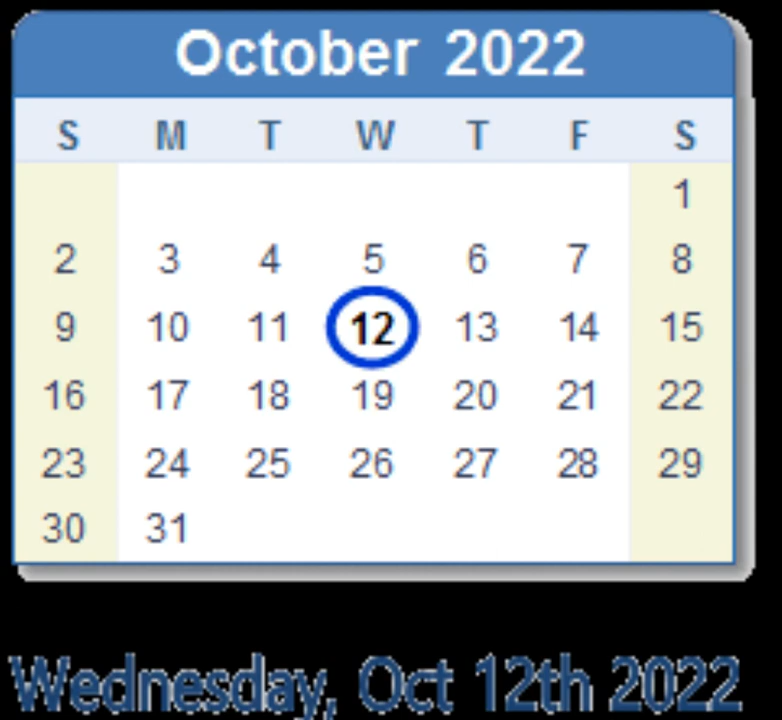 October 2022
S M T W T F S
1
2 3 4 5 6 7 8
9 10 11 12 13 14 15
16 17 18 19 20 21 22
23 24 25 26 27 28 29
30 31
Wednesday, Oct 12th 2022